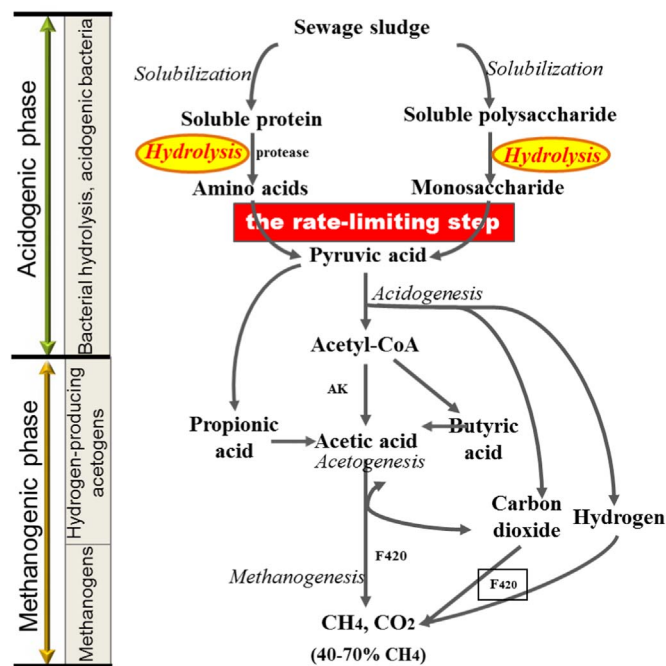 Sewage sludge
Solubilization
Solubilization
Soluble protein
Soluble polysaccharide
Hydrolysis
protease
Hydrolysis
Amino acids
Monosaccharide
the rate-limiting step
Pyruvic acid
Acidogenesis
Acetyl-CoA
AK
Propionic
acid
Acetic acid
Butyric
acid
Acetogenesis
Carbon
dioxide
Hydrogen
F420
F420
Methanogenesis
CH4, CO2
(40-70% CH4)
Acidogenic phase
Bacterial hydrolysis, acidogenic bacteria
Methanogenic phase
Hydrogen-producing
acetogens
Methanogens